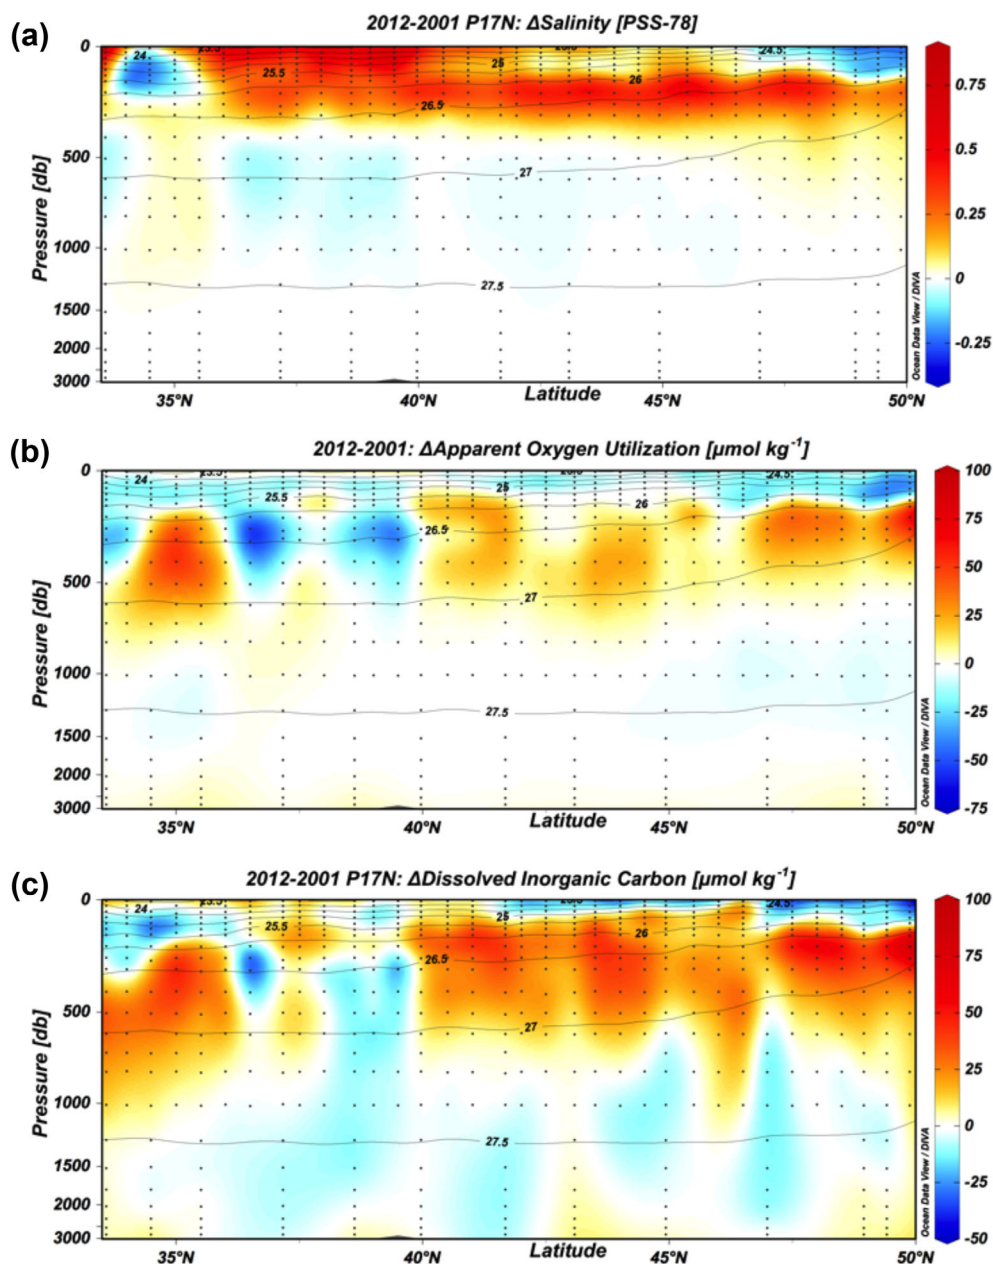 (a)
2012-2001 P17N: ΔSalinity [PSS-78]
0
500
1000
1500
2000
3000
Pressure [db]
24
25.5
25
24.5
25.5
26
26.5
27
27.5
35°N
40°N
Latitude
45°N
50°N
0.75
0.5
0.25
0
-0.25
Ocean Data View / DIVA
(b)
2012-2001: ΔApparent Oxygen Utilization [μmol kg-1]
0
500
1000
1500
2000
3000
Pressure [db]
24
25
24.5
25.5
26
26.5
27
27.5
35°N
40°N
Latitude
45°N
50°N
100
75
50
25
0
-25
-50
-75
Ocean Data View / DIVA
(c)
2012-2001 P17N: ΔDissolved Inorganic Carbon [μmol kg-1]
0
500
1000
1500
2000
3000
Pressure [db]
24
25
24.5
25.5
26
26.5
27
27.5
35°N
40°N
Latitude
45°N
50°N
100
75
50
25
0
-25
-50
Ocean Data View / DIVA